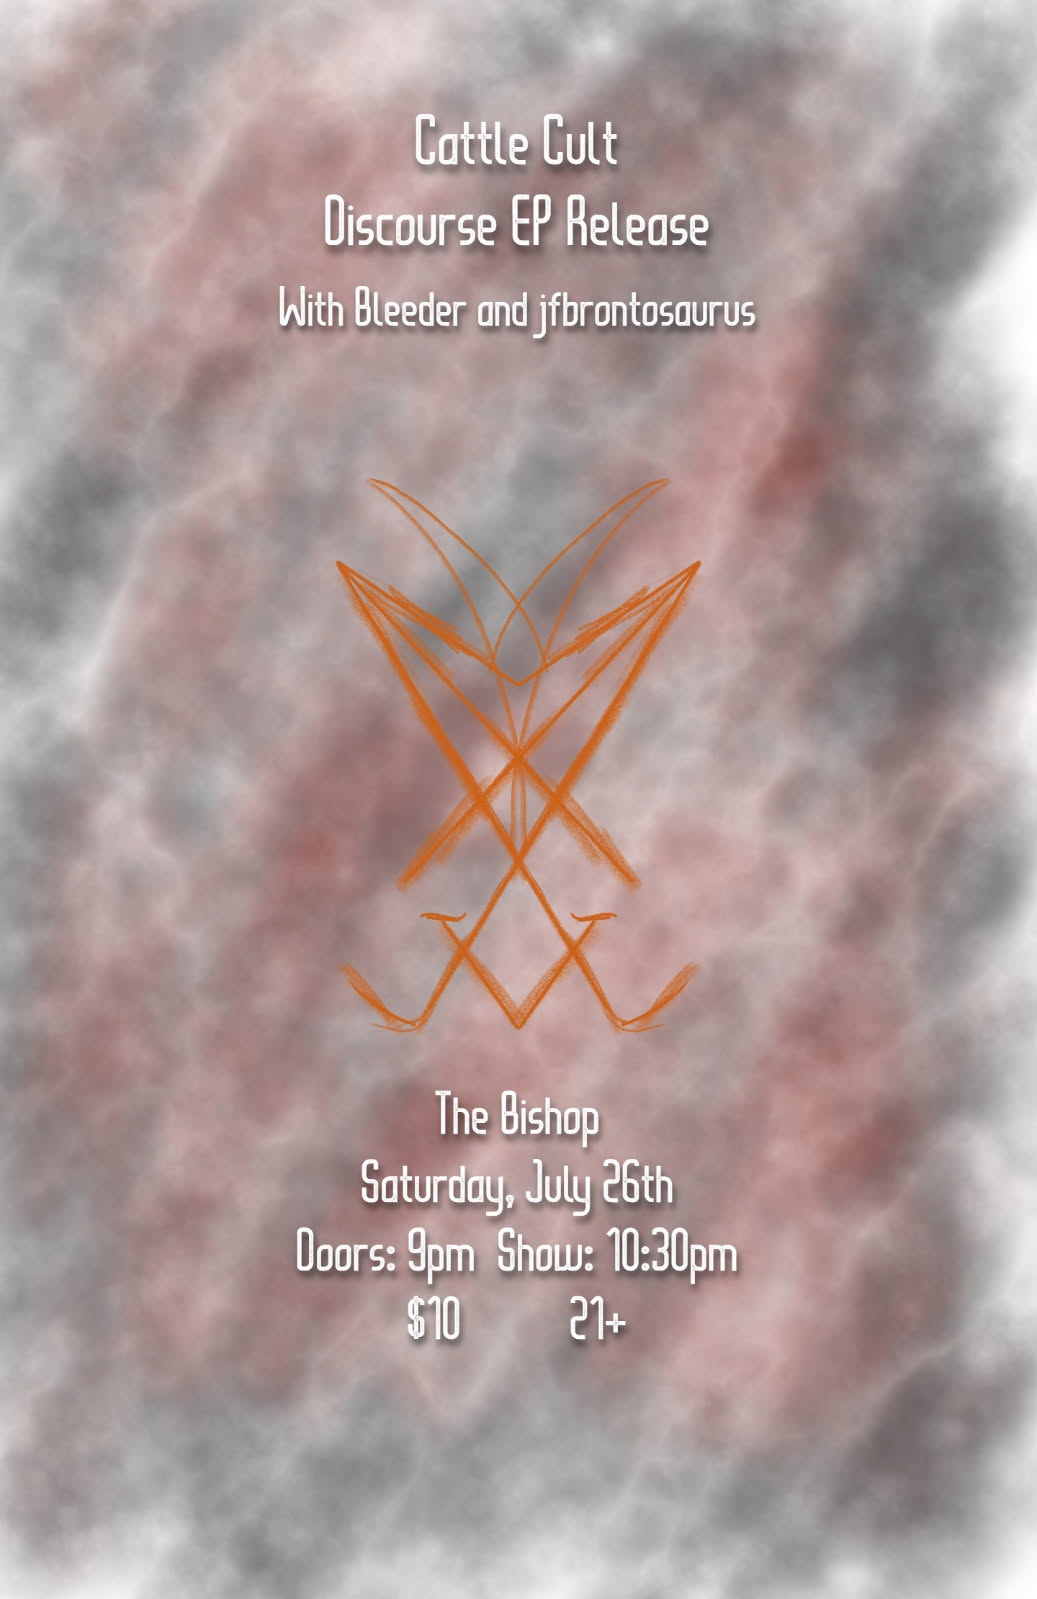 Cattle Cult
Discourse EP Release
With Bleeder and jfbrontosaurus
The Bishop
Saturday, July 26th
Doors: 9pm Show: 10:30pm
$10 21+